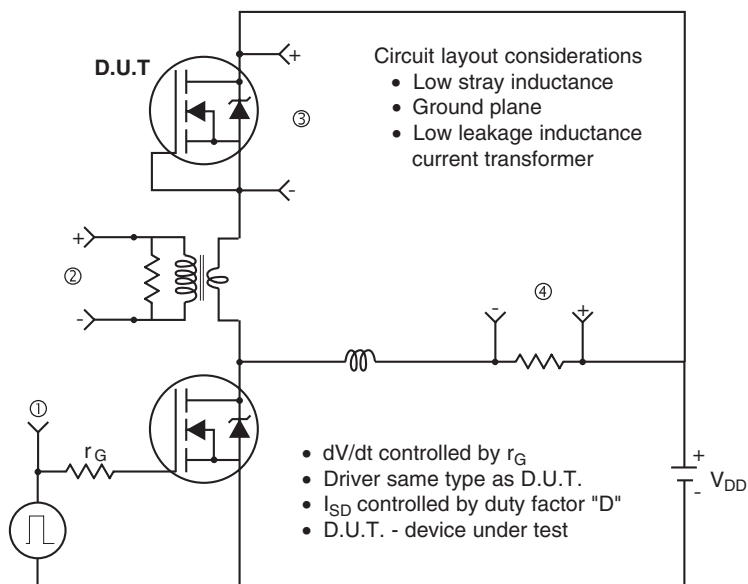 D.U.T
+
-
③
Circuit layout considerations
• Low stray inductance
• Ground plane
• Low leakage inductance
current transformer
+
②
-
④
- +
①
rG
• dV/dt controlled by rG
• Driver same type as D.U.T.
• ISD controlled by duty factor "D"
• D.U.T. - device under test
+
-
VDD